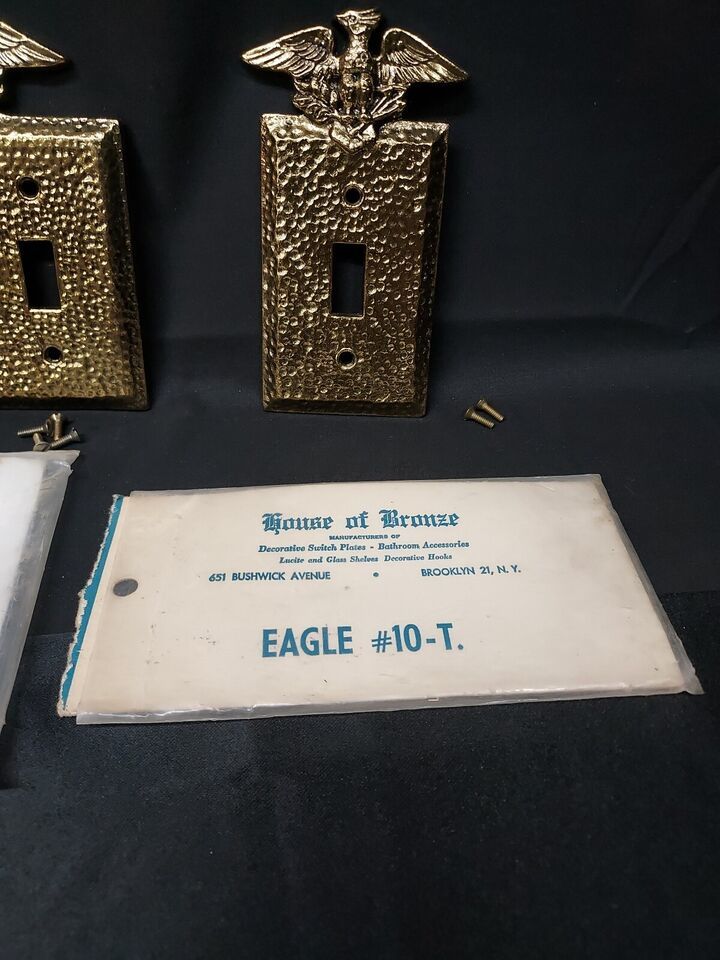 House of Bronze
MANUFACTURERS OF
Decorative Switch Plates - Bathroom Accessories
Lucite and Glass Shelves Decorative Hooks
651 BUSHWICK AVENUE • BROOKLYN 21, N. Y.
EAGLE #10-T.